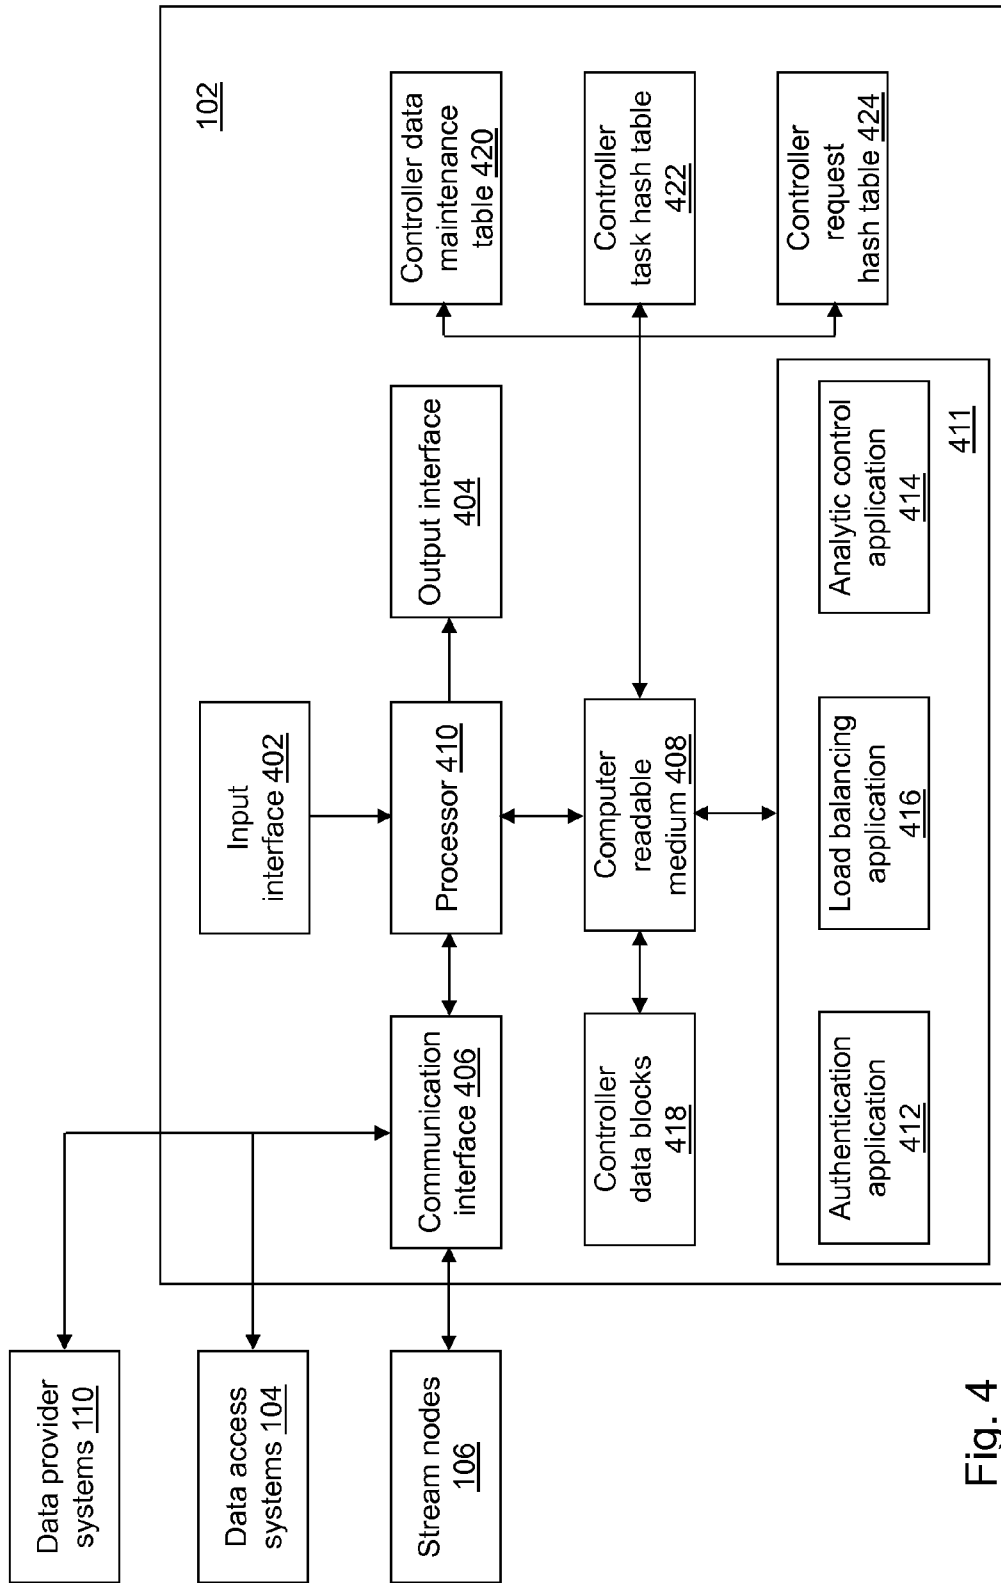 Data provider
systems 110
Data access
systems 104
Stream nodes
106
102
Input
interface 402
Communication
interface 406
Processor 410
Output interface
404
Controller data
maintenance
table 420
Controller
data blocks
418
Computer
readable
medium 408
Controller
task hash table
422
Controller
request
hash table 424
Authentication
application
412
Load balancing
application
416
Analytic control
application
414
411
Fig. 4